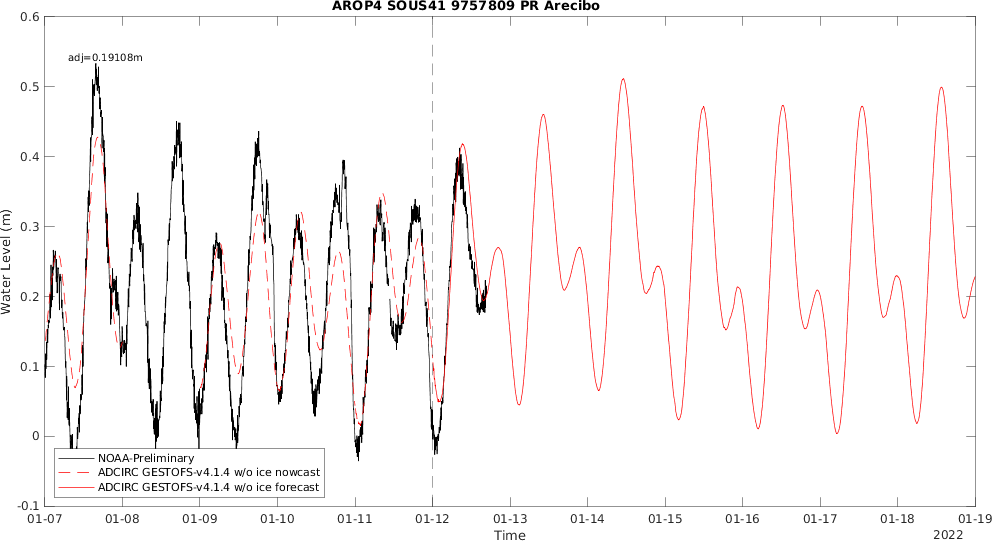 AROP4 SOUS41 9757809 PR Arecibo
adj=0.19108m
0.6
0.5
0.4
0.3
0.2
0.1
0
-0.1
Water Level (m)
NOAA-Preliminary
ADCIRC GESTOFS-v4.1.4 w/o ice nowcast
ADCIRC GESTOFS-v4.1.4 w/o ice forecast
01-07 01-08 01-09 01-10 01-11 01-12 01-13 01-14 01-15 01-16 01-17 01-18 01-19
Time
2022